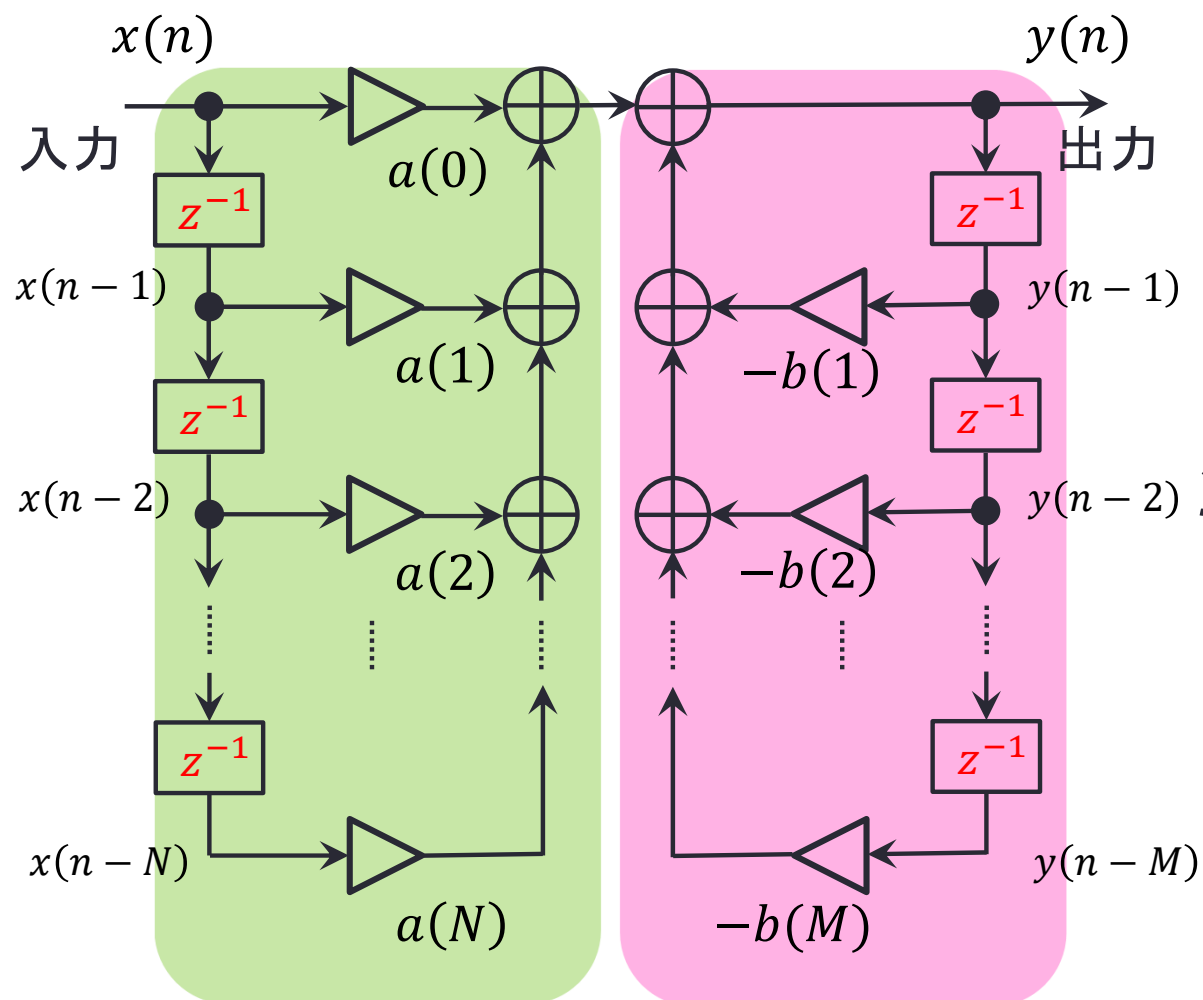 x(n) y(n)
入力 出力
a(0)
z⁻¹ z⁻¹
x(n − 1) y(n − 1)
a(1) −b(1)
z⁻¹ z⁻¹
x(n − 2) y(n − 2)
a(2) −b(2)
z⁻¹ z⁻¹
x(n − N) y(n − M)
a(N) −b(M)